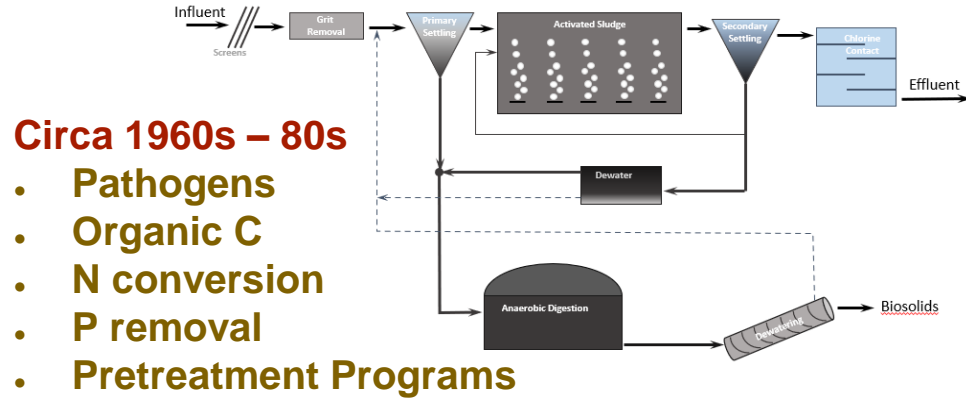 Influent
Screens
Grit
Removal
Primary
Settling
Activated Sludge
Secondary
Settling
Chlorine
Contact
Effluent
Circa 1960s – 80s
• Pathogens
• Organic C
• N conversion
• P removal
• Pretreatment Programs
Dewater
Anaerobic Digestion
Dewatering
Biosolids